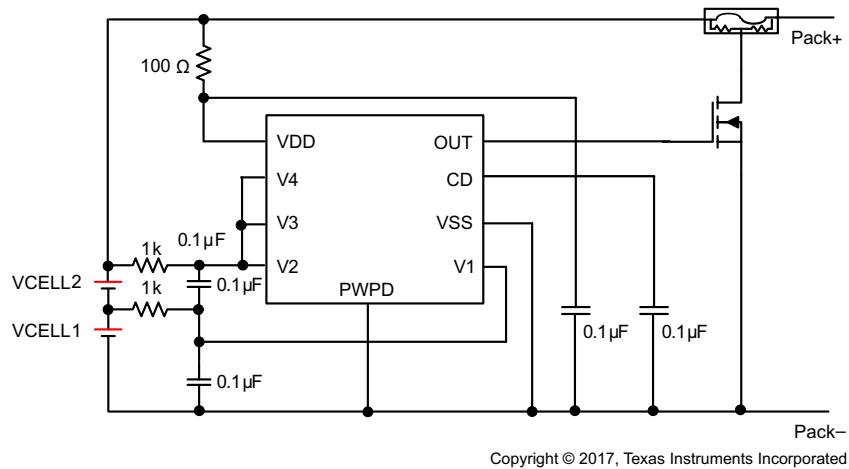 Pack+
100 Ω
VDD
OUT
V4
CD
V3
VSS
0.1µF
1k
V2
V1
VCELL2
0.1µF
1k
PWPD
VCELL1
0.1µF
0.1µF
0.1µF
Pack–
Copyright © 2017, Texas Instruments Incorporated